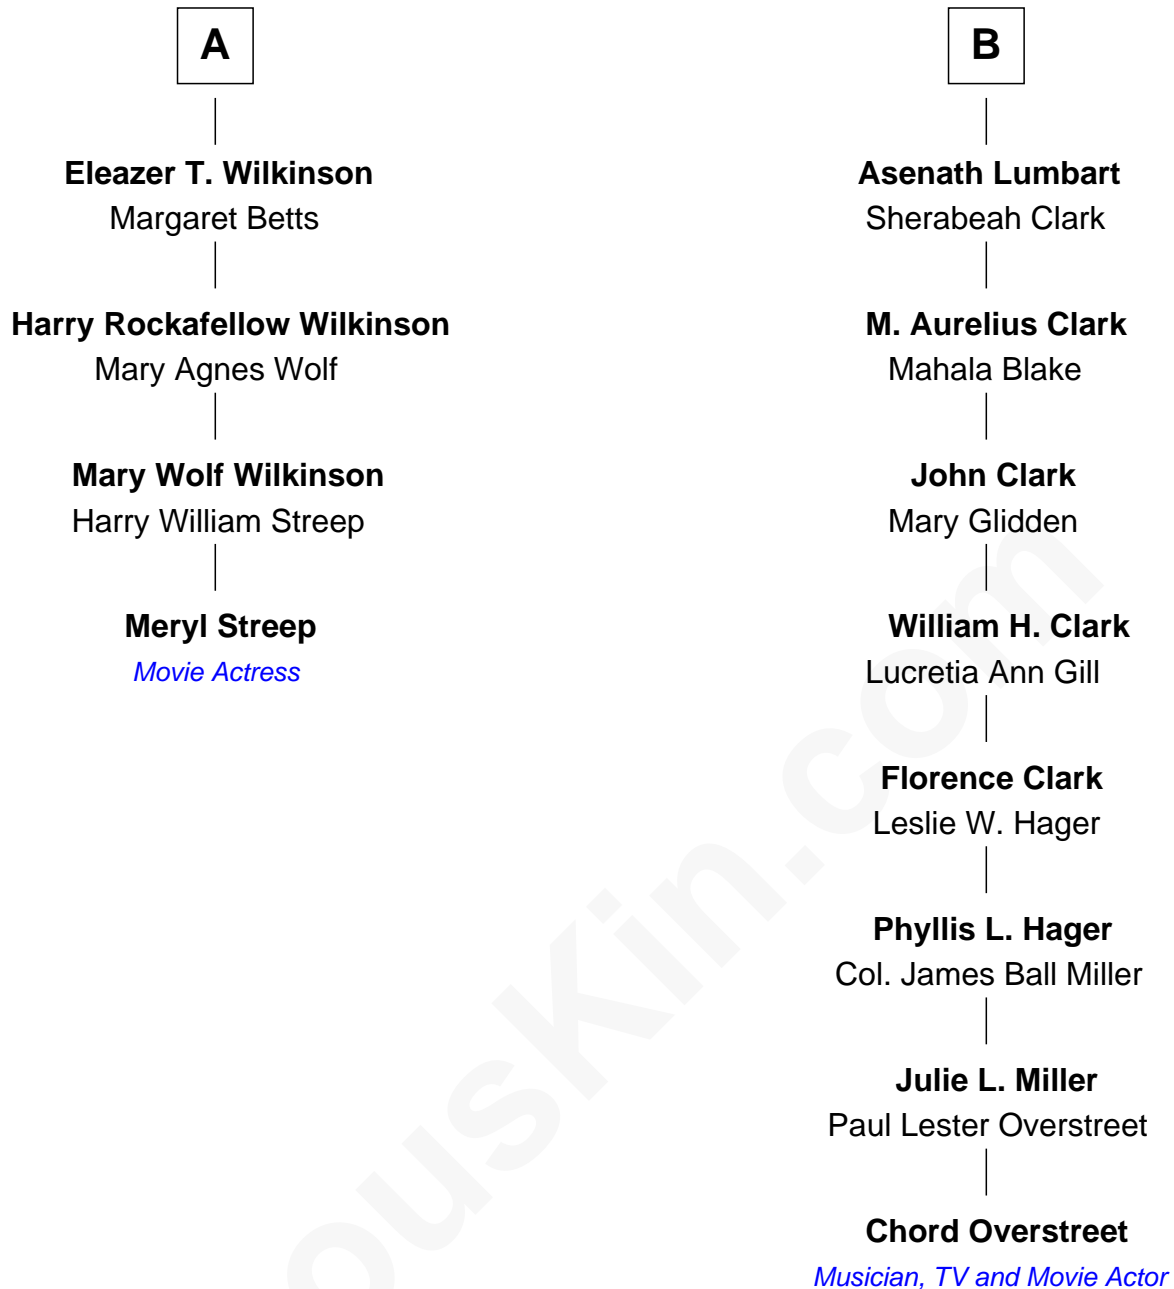 A
Eleazer T. Wilkinson
Margaret Betts
Harry Rockafellow Wilkinson
Mary Agnes Wolf
Mary Wolf Wilkinson
Harry William Streep
Meryl Streep
Movie Actress
B
Asenath Lumbart
Sherabeah Clark
M. Aurelius Clark
Mahala Blake
John Clark
Mary Glidden
William H. Clark
Lucretia Ann Gill
Florence Clark
Leslie W. Hager
Phyllis L. Hager
Col. James Ball Miller
Julie L. Miller
Paul Lester Overstreet
Chord Overstreet
Musician, TV and Movie Actor
ousKin.com